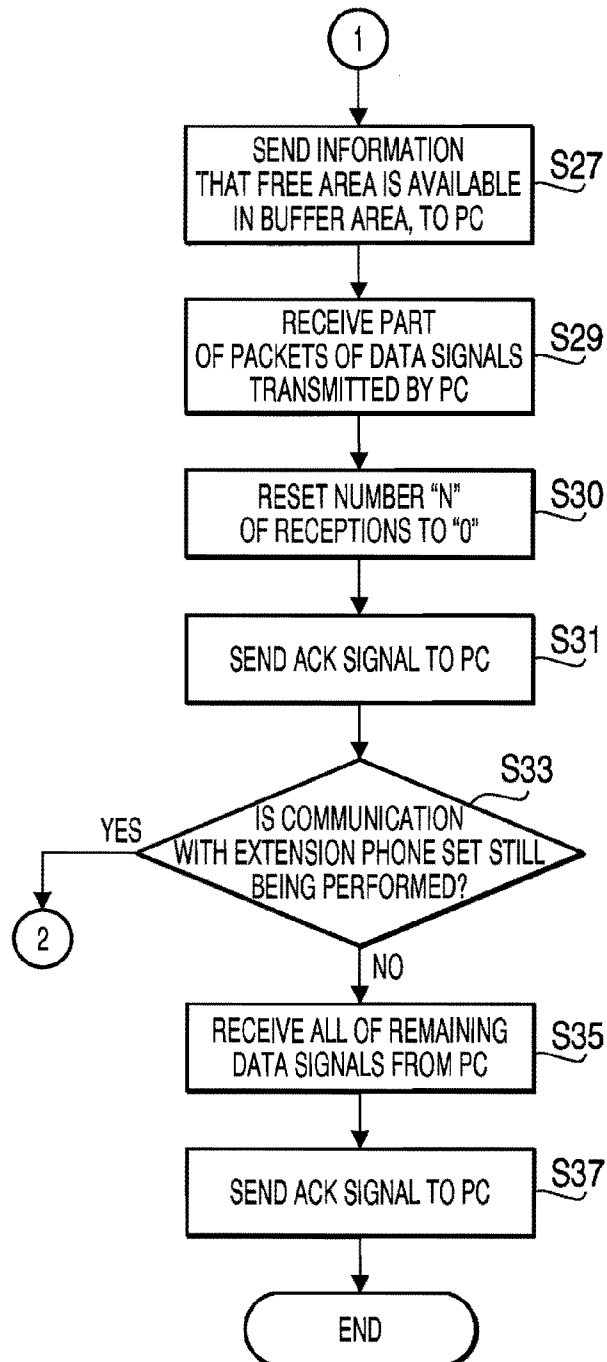 1
SEND INFORMATION
THAT FREE AREA IS AVAILABLE
IN BUFFER AREA, TO PC
S27
RECEIVE PART
OF PACKETS OF DATA SIGNALS
TRANSMITTED BY PC
S29
RESET NUMBER “N”
OF RECEPTIONS TO “0”
S30
SEND ACK SIGNAL TO PC
S31
S33
IS COMMUNICATION
WITH EXTENSION PHONE SET STILL
BEING PERFORMED?
YES
2
NO
RECEIVE ALL OF REMAINING
DATA SIGNALS FROM PC
S35
SEND ACK SIGNAL TO PC
S37
END